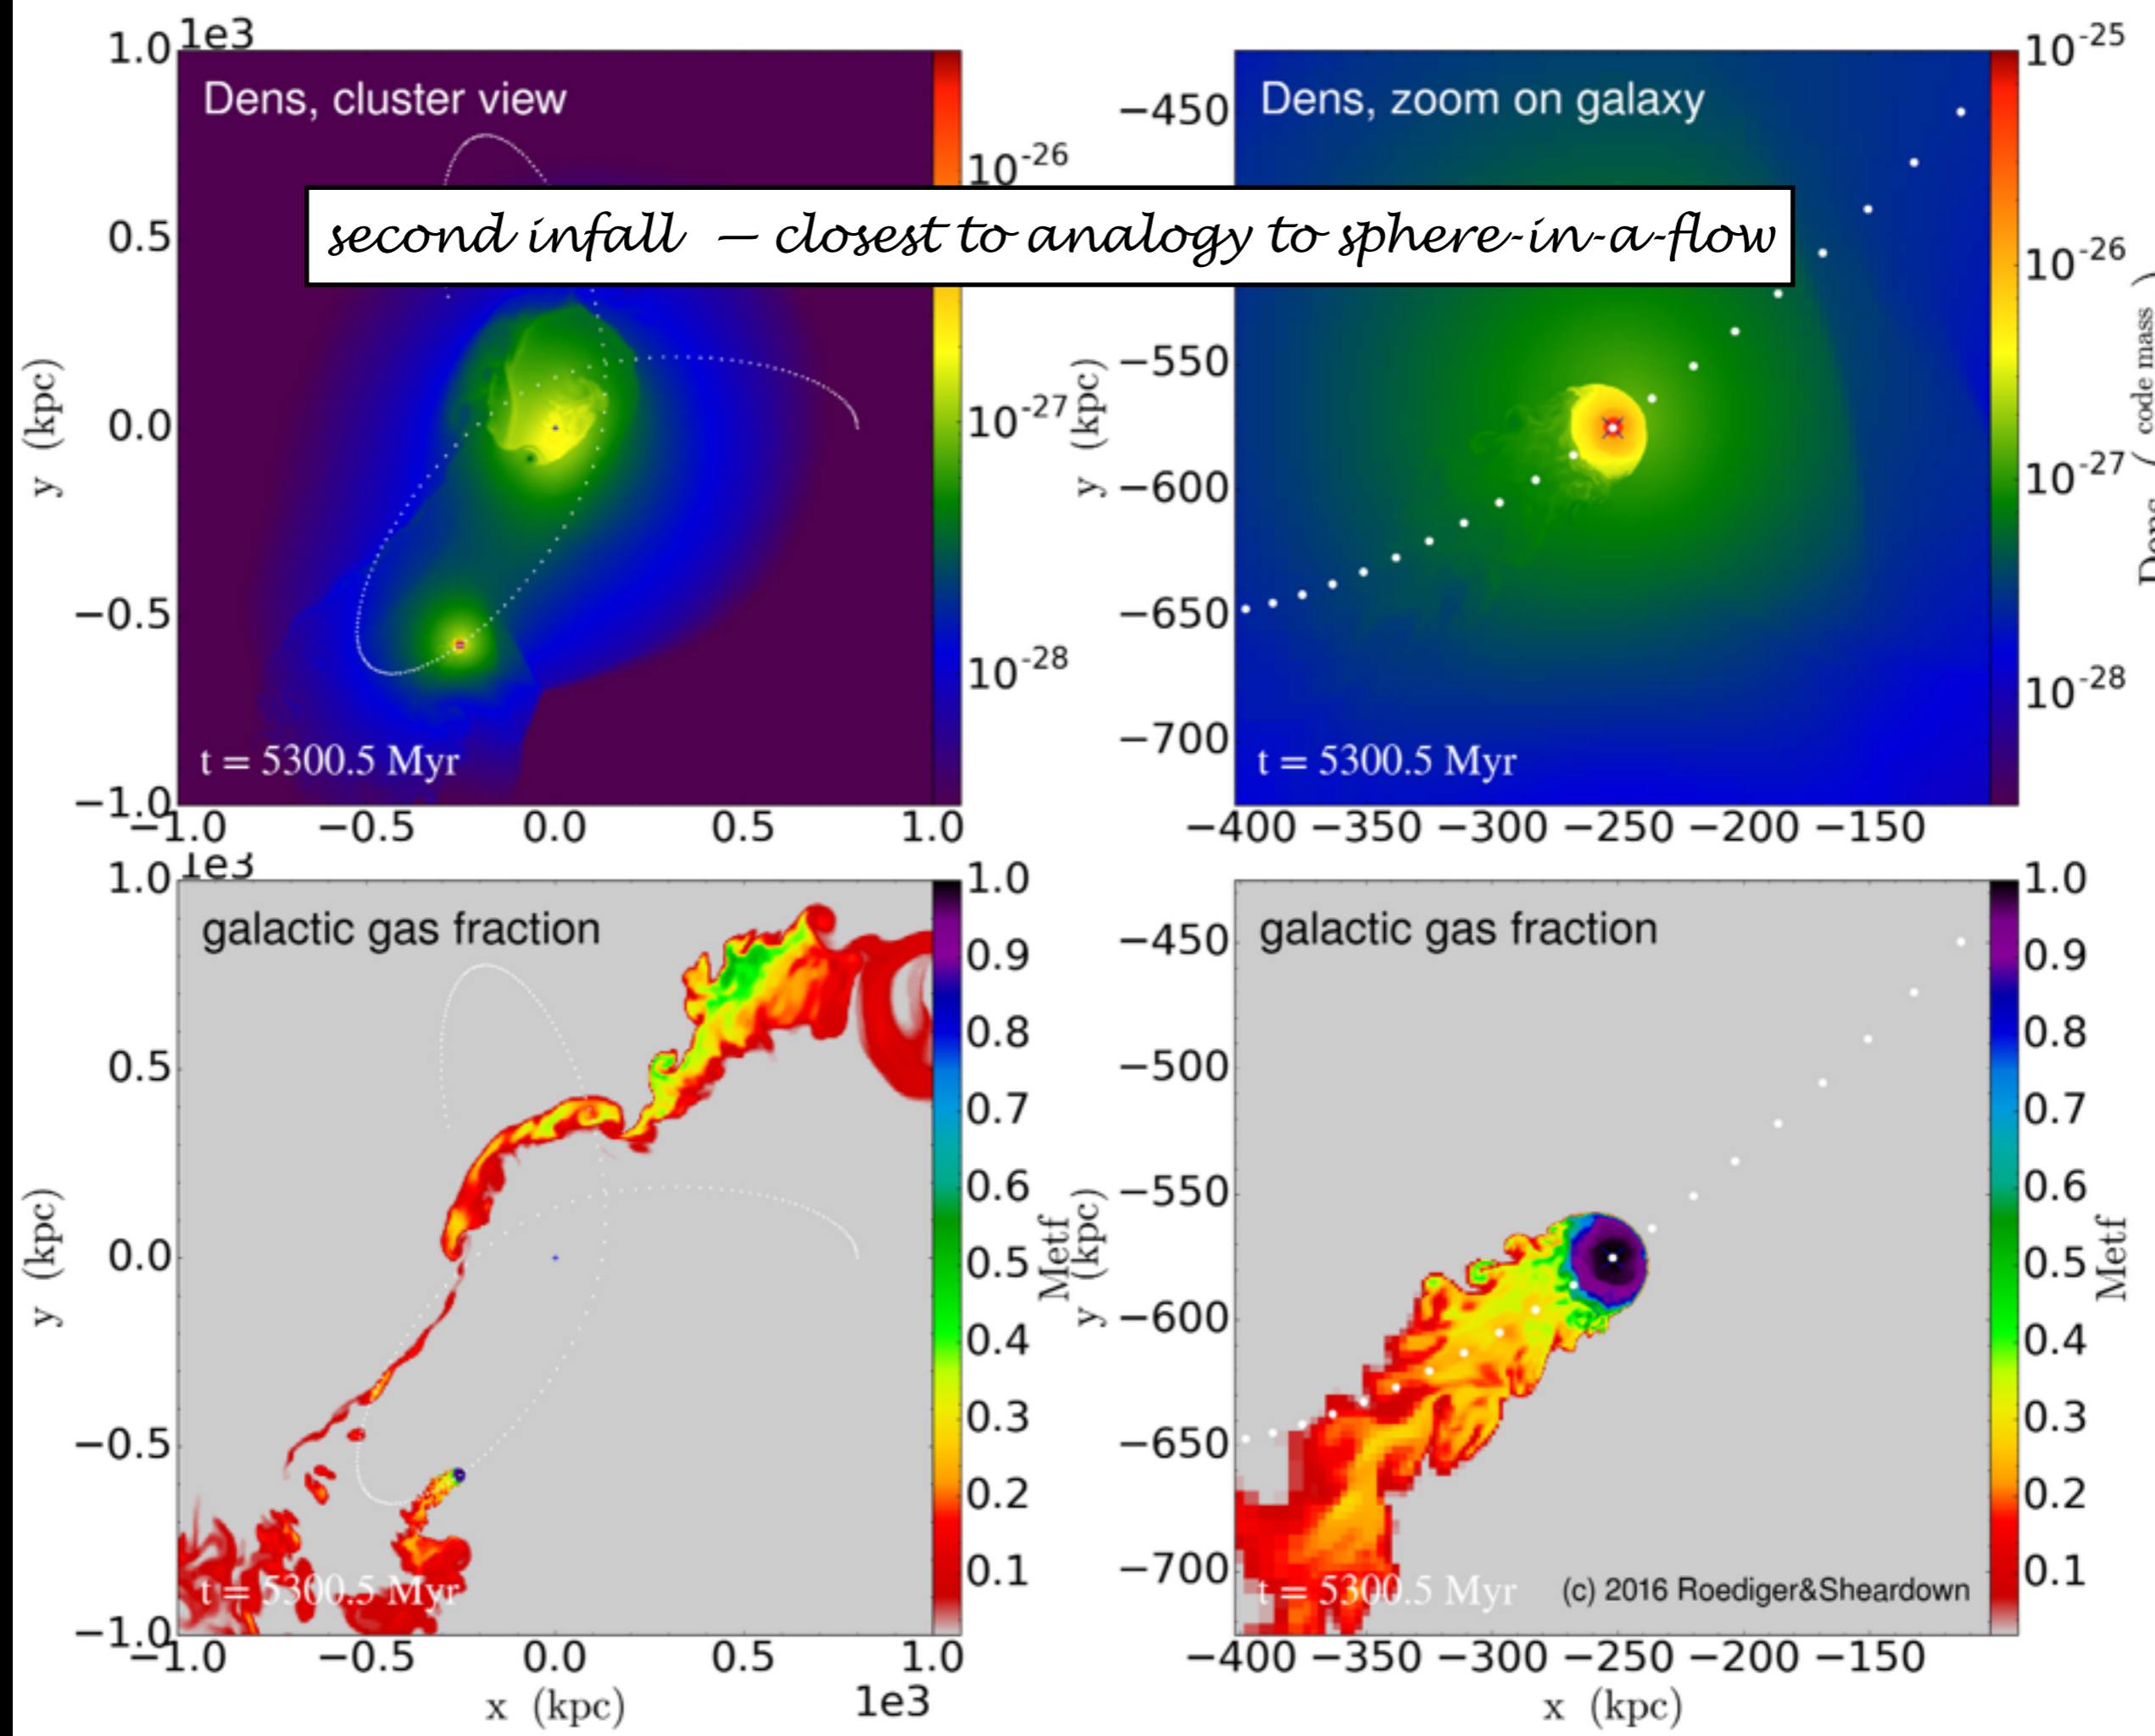 1.0 1e3
Dens, cluster view
0.5
0.0
−0.5
−1.0
y (kpc)
t = 5300.5 Myr
−1.0 −0.5 0.0 0.5 1.0
10-26
10-27
10-28
second infall — closest to analogy to sphere-in-a-flow
−450
Dens, zoom on galaxy
−550
−600
−650
−700
y (kpc)
t = 5300.5 Myr
−400 −350 −300 −250 −200 −150
10-25
10-26
10-27
10-28
( code mass )
1.0 1e3
galactic gas fraction
0.5
0.0
−0.5
−1.0
y (kpc)
t = 5300.5 Myr
−1.0 −0.5 0.0 0.5 1.0
x (kpc) 1e3
1.0
0.9
0.8
0.7
0.6
0.5
0.4
0.3
0.2
0.1
Metf
−450
galactic gas fraction
−500
−550
−600
−650
−700
y (kpc)
t = 5300.5 Myr
(c) 2016 Roediger&Sheardown
−400 −350 −300 −250 −200 −150
x (kpc)
1.0
0.9
0.8
0.7
0.6
0.5
0.4
0.3
0.2
0.1
Metf